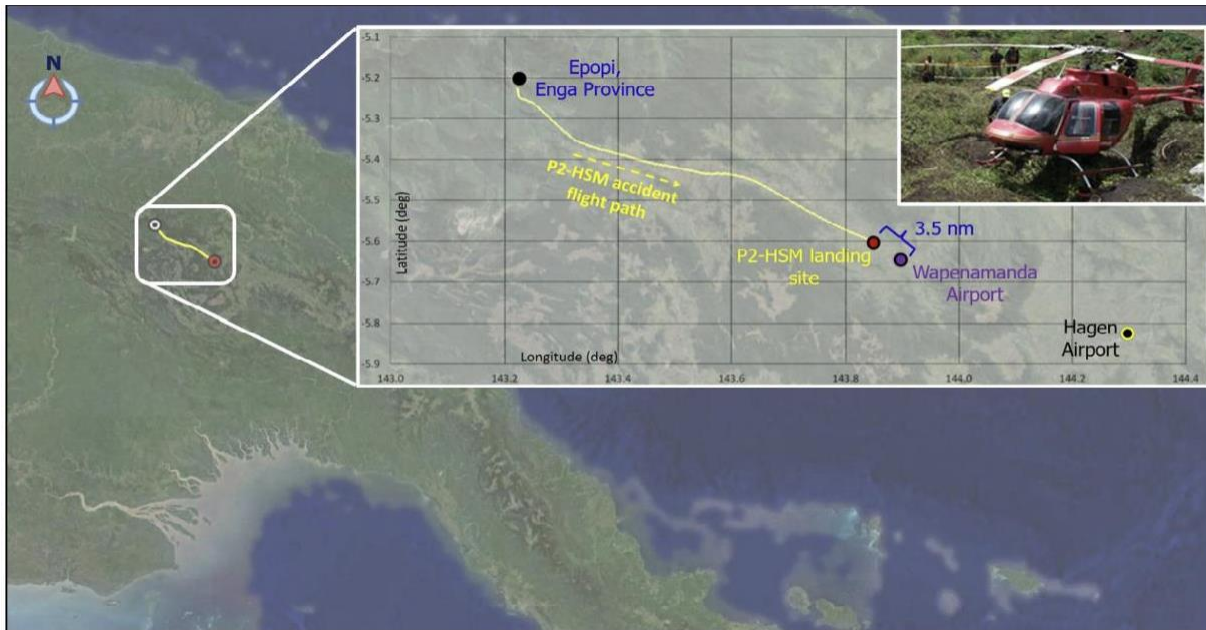 N
-5.1
-5.2
-5.3
-5.4
-5.5
-5.6
-5.7
-5.8
-5.9
Latitude (deg)
Epopi,
Enga Province
P2-HSM accident
flight path
3.5 nm
P2-HSM landing
site
Wapenamanda
Airport
Hagen
Airport
Longitude (deg)
143.0
143.2
143.4
143.6
143.8
144.0
144.2
144.4